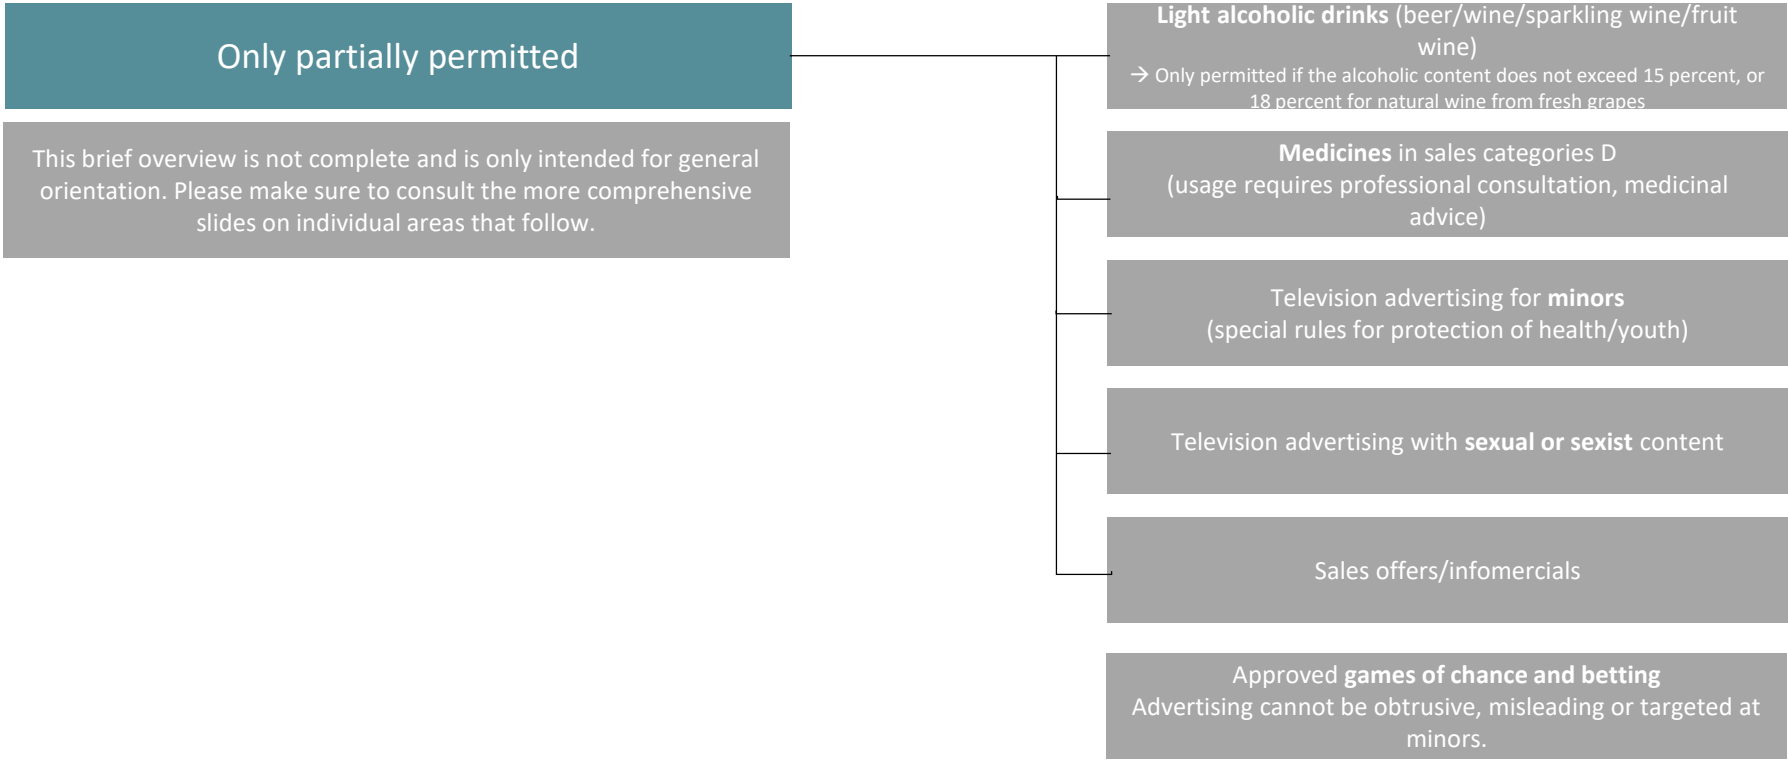 Only partially permitted
This brief overview is not complete and is only intended for general
orientation. Please make sure to consult the more comprehensive
slides on individual areas that follow.
Light alcoholic drinks (beer/wine/sparkling wine/fruit
wine)
→ Only permitted if the alcoholic content does not exceed 15 percent, or
18 percent for natural wine from fresh grapes
Medicines in sales categories D
(usage requires professional consultation, medicinal
advice)
Television advertising for minors
(special rules for protection of health/youth)
Television advertising with sexual or sexist content
Sales offers/infomercials
Approved games of chance and betting
Advertising cannot be obtrusive, misleading or targeted at
minors.